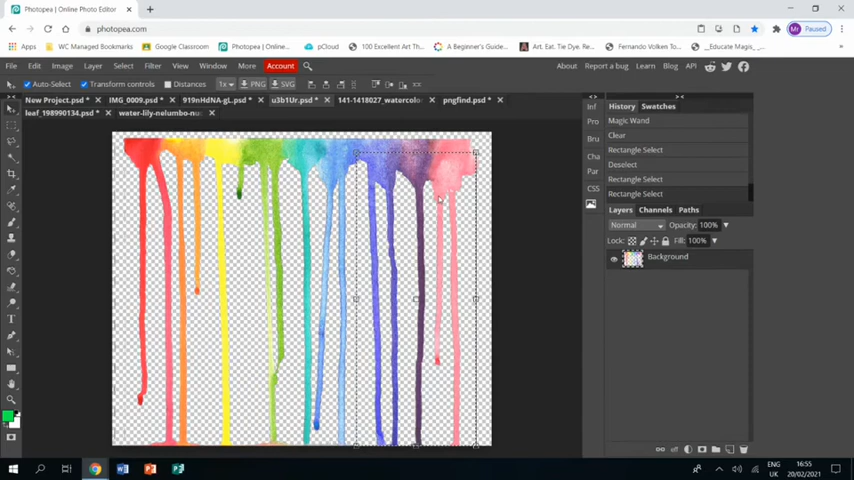 Photopea | Online Photo Editor
photopea.com
Mr Paused
Apps WC Managed Bookmarks Google Classroom Photopea | Online... pCloud 100 Excellent Art Th... A Beginner's Guide... Art. Eat. Tie Dye. Re... Fernando Volken To... __Educate Magis_...
File Edit Image Layer Select Filter View Window More Account About Report a bug Learn Blog API
Auto-Select Transform controls Distances 1x PNG SVG
New Project.psd * IMG_0009.psd * 919nHdNA-gL.psd * u3b1Ur.psd * 141-1418027_watercolo pngfind.psd *
leaf_198990134.psd * water-lily-nelumbo-nu
Inf
Pro
Bru
Cha
Par
CSS
History Swatches
Magic Wand
Clear
Rectangle Select
Deselect
Rectangle Select
Rectangle Select
Layers Channels Paths
Normal Opacity: 100%
Lock: Fill: 100%
Background
ENG
UK
16:55
20/02/2021